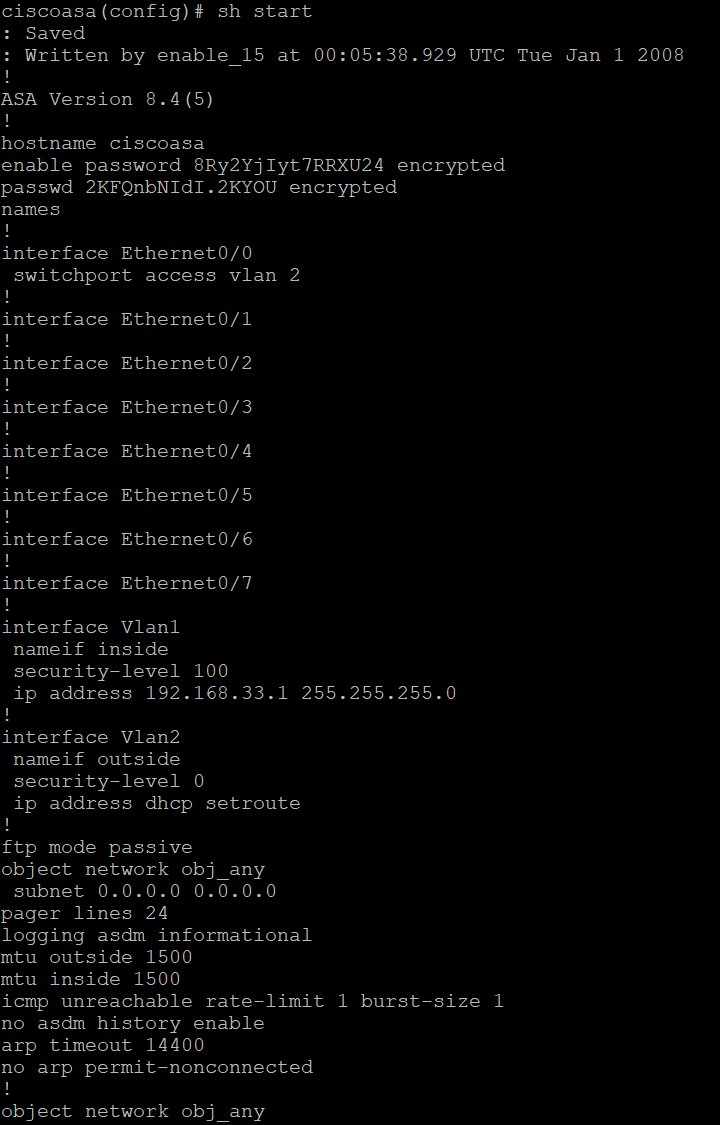 ciscoasa(config)# sh start
: Saved
: Written by enable_15 at 00:05:38.929 UTC Tue Jan 1 2008
!
ASA Version 8.4(5)
!
hostname ciscoasa
enable password 8Ry2YjIyt7RRXU24 encrypted
passwd 2KFQnbNIdI.2KYOU encrypted
names
!
interface Ethernet0/0
 switchport access vlan 2
!
interface Ethernet0/1
!
interface Ethernet0/2
!
interface Ethernet0/3
!
interface Ethernet0/4
!
interface Ethernet0/5
!
interface Ethernet0/6
!
interface Ethernet0/7
!
interface Vlan1
 nameif inside
 security-level 100
 ip address 192.168.33.1 255.255.255.0
!
interface Vlan2
 nameif outside
 security-level 0
 ip address dhcp setroute
!
ftp mode passive
object network obj_any
 subnet 0.0.0.0 0.0.0.0
pager lines 24
logging asdm informational
mtu outside 1500
mtu inside 1500
icmp unreachable rate-limit 1 burst-size 1
no asdm history enable
arp timeout 14400
no arp permit-nonconnected
!
object network obj_any